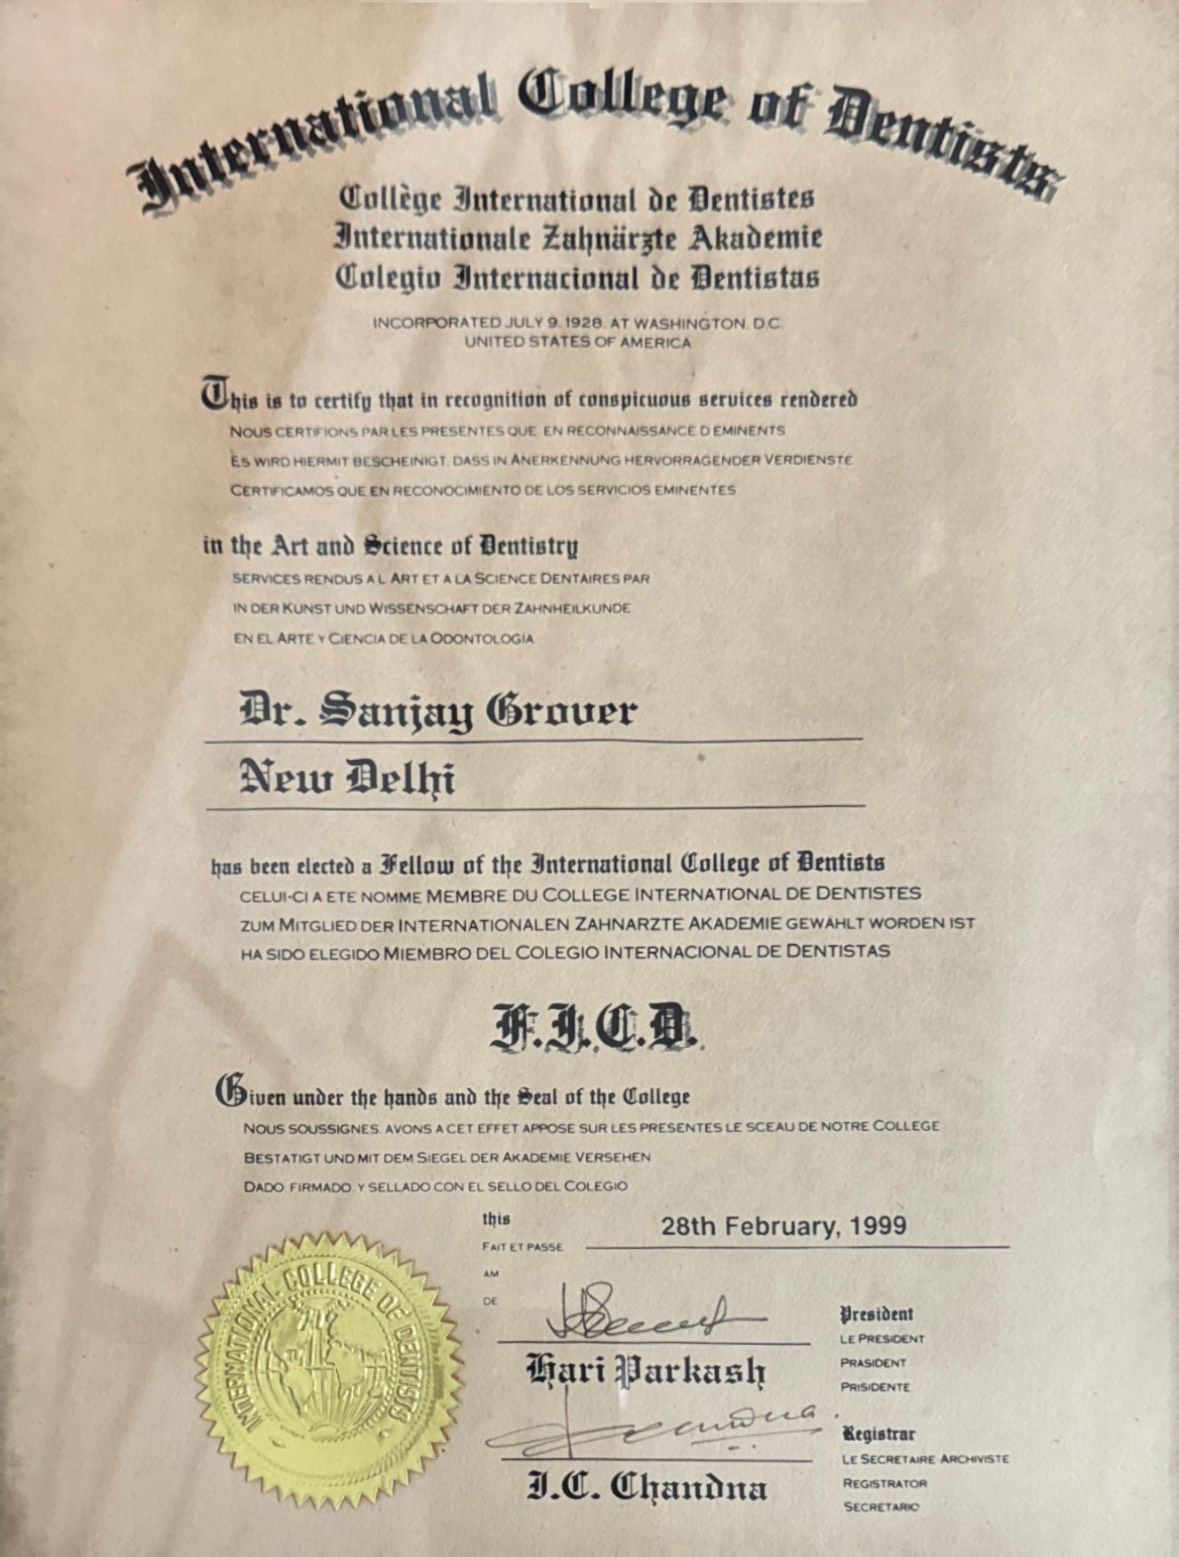 International College of Dentists
Collège International de Dentistes
Internationale Zahnärzte Akademie
Colegio Internacional de Dentistas
INCORPORATED JULY 9, 1928, AT WASHINGTON, D.C.
UNITED STATES OF AMERICA
This is to certify that in recognition of conspicuous services rendered
NOUS CERTIFIONS PAR LES PRESENTES QUE, EN RECONNAISSANCE D EMINENTS
ES WIRD HIERMIT BESCHEINIGT, DASS IN ANERKENNUNG HERVORRAGENDER VERDIENSTE
CERTIFICAMOS QUE EN RECONOCIMIENTO DE LOS SERVICIOS EMINENTES
in the Art and Science of Dentistry
SERVICES RENDUS A L ART ET A LA SCIENCE DENTAIRES PAR
IN DER KUNST UND WISSENSCHAFT DER ZAHNHEILKUNDE
EN EL ARTE Y CIENCIA DE LA ODONTOLOGIA
Dr. Sanjay Grover
New Delhi
has been elected a Fellow of the International College of Dentists
CELUI-CI A ETE NOMME MEMBRE DU COLLEGE INTERNATIONAL DE DENTISTES
ZUM MITGLIED DER INTERNATIONALEN ZAHNARZTE AKADEMIE GEWAHLT WORDEN IST
HA SIDO ELEGIDO MIEMBRO DEL COLEGIO INTERNACIONAL DE DENTISTAS
F.I.C.D.
Given under the hands and the Seal of the College
NOUS SOUSSIGNES, AVONS A CET EFFET APPOSE SUR LES PRESENTES LE SCEAU DE NOTRE COLLEGE
BESTATIGT UND MIT DEM SIEGEL DER AKADEMIE VERSEHEN
DADO, FIRMADO, Y SELLADO CON EL SELLO DEL COLEGIO
this
28th February, 1999
FAIT ET PASSE
AM
DE
INTERNATIONAL COLLEGE OF DENTISTS
President
LE PRESIDENT
Hari Parkash
PRASIDENT
PRISIDENTE
Registrar
LE SECRETAIRE-ARCHIVISTE
I.C. Chandna
REGISTRATOR
SECRETARIO